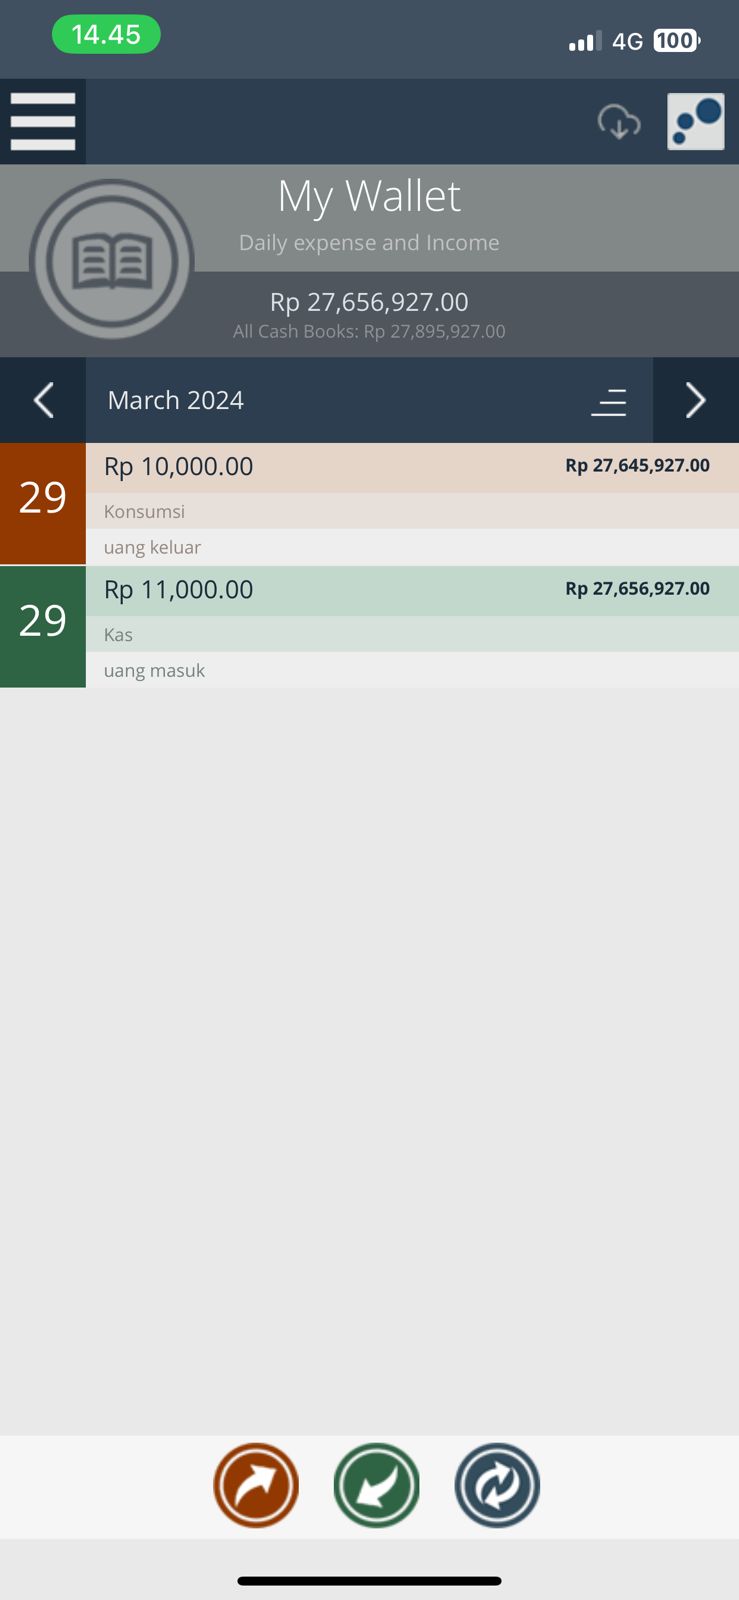 14.45
4G 100
My Wallet
Daily expense and Income
Rp 27,656,927.00
All Cash Books: Rp 27,895,927.00
March 2024
29 Rp 10,000.00 Rp 27,645,927.00
Konsumsi
uang keluar
29 Rp 11,000.00 Rp 27,656,927.00
Kas
uang masuk